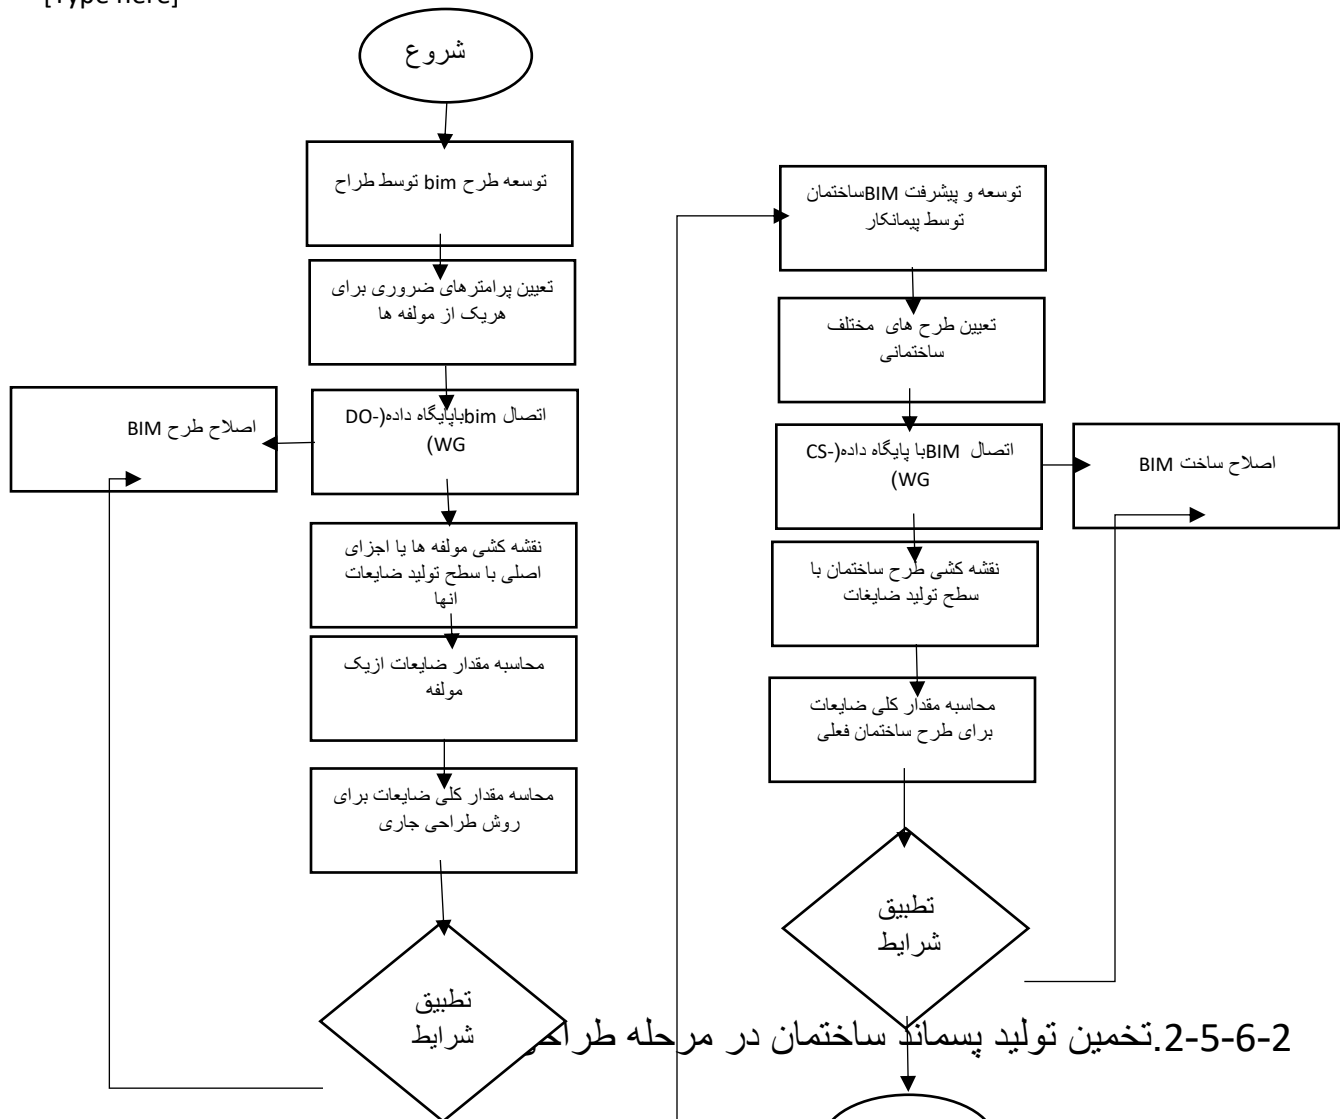 [Type here]
شروع
توسعه طرح bim توسط طراح
تعیین پرامترهای ضروری برای
هریک از مولفه ها
اتصال bimباپایگاه داده(DO-
WG)
اصلاح طرح BIM
نقشه کشی مولفه ها یا اجزای
اصلی با سطح تولید ضایعات
انها
محاسبه مقدار ضایعات ازیک
مولفه
محاسه مقدار کلی ضایعات برای
روش طراحی جاری
تطبیق
شرایط
توسعه و پیشرفت BIMساختمان
توسط پیمانکار
تعیین طرح های مختلف
ساختمانی
اتصال BIMبا پایگاه داده(CS-
WG)
اصلاح ساخت BIM
نقشه کشی طرح ساختمان با
سطح تولید ضایغات
محاسبه مقدار کلی ضایعات
برای طرح ساختمان فعلی
تطبیق
شرایط
2-5-6-2.تخمین تولید پسماند ساختمان در مرحله طراحی